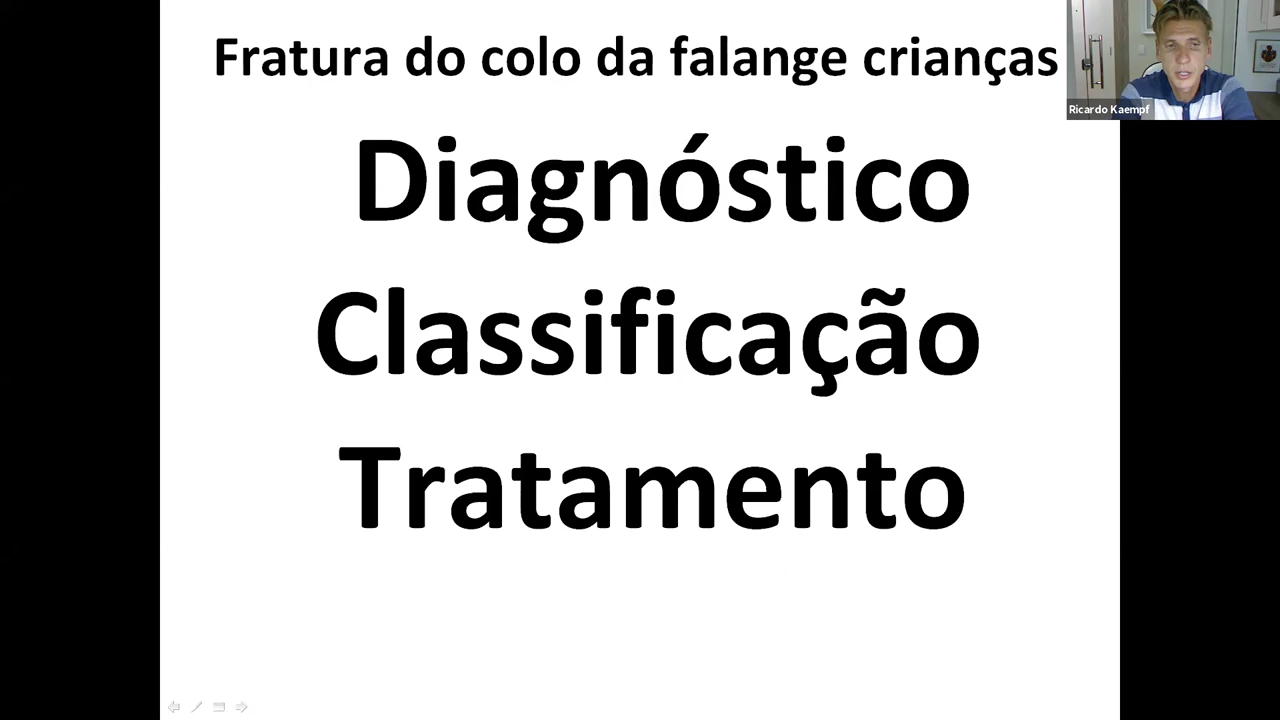 Fratura do colo da falange crianças
Ricardo Kaempf
Diagnóstico
Classificação
Tratamento